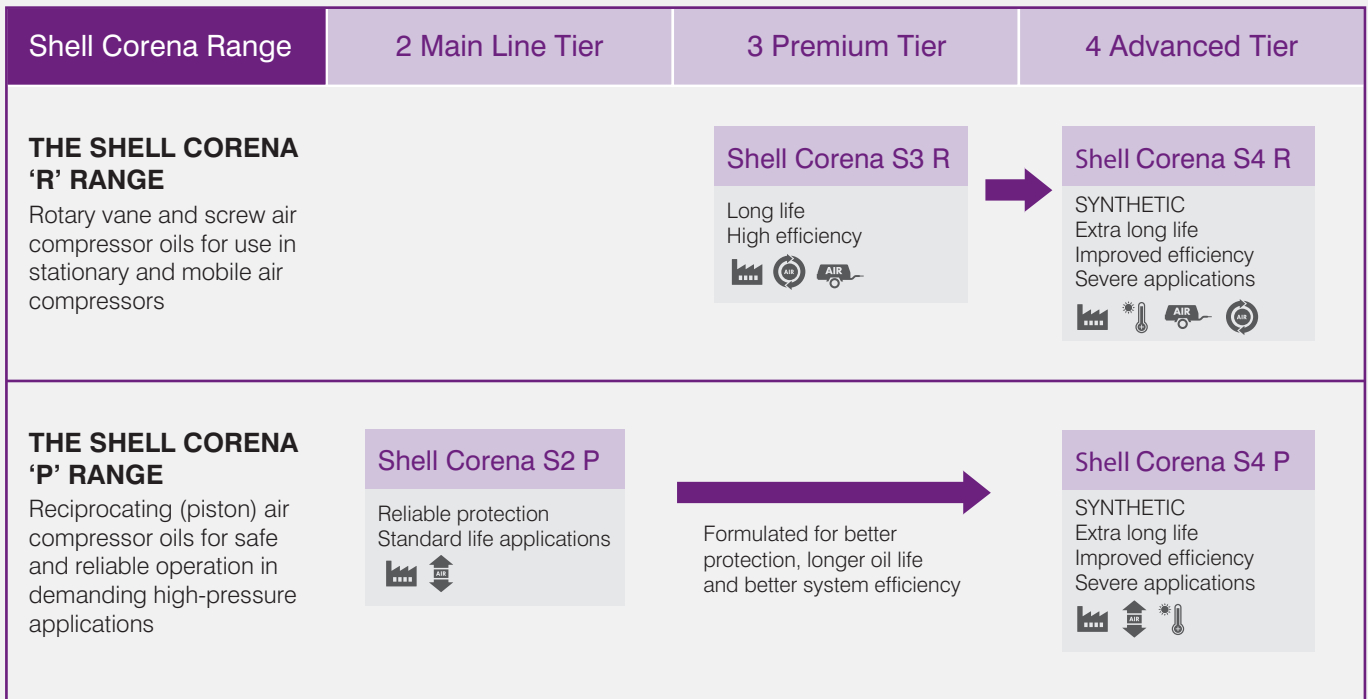 Shell Corena Range
2 Main Line Tier
3 Premium Tier
4 Advanced Tier
THE SHELL CORENA
‘R’ RANGE
Rotary vane and screw air
compressor oils for use in
stationary and mobile air
compressors
Shell Corena S3 R
Long life
High efficiency
AIR
AIR
Shell Corena S4 R
SYNTHETIC
Extra long life
Improved efficiency
Severe applications
AIR
AIR
THE SHELL CORENA
‘P’ RANGE
Reciprocating (piston) air
compressor oils for safe
and reliable operation in
demanding high-pressure
applications
Shell Corena S2 P
Reliable protection
Standard life applications
AIR
Formulated for better
protection, longer oil life
and better system efficiency
Shell Corena S4 P
SYNTHETIC
Extra long life
Improved efficiency
Severe applications
AIR